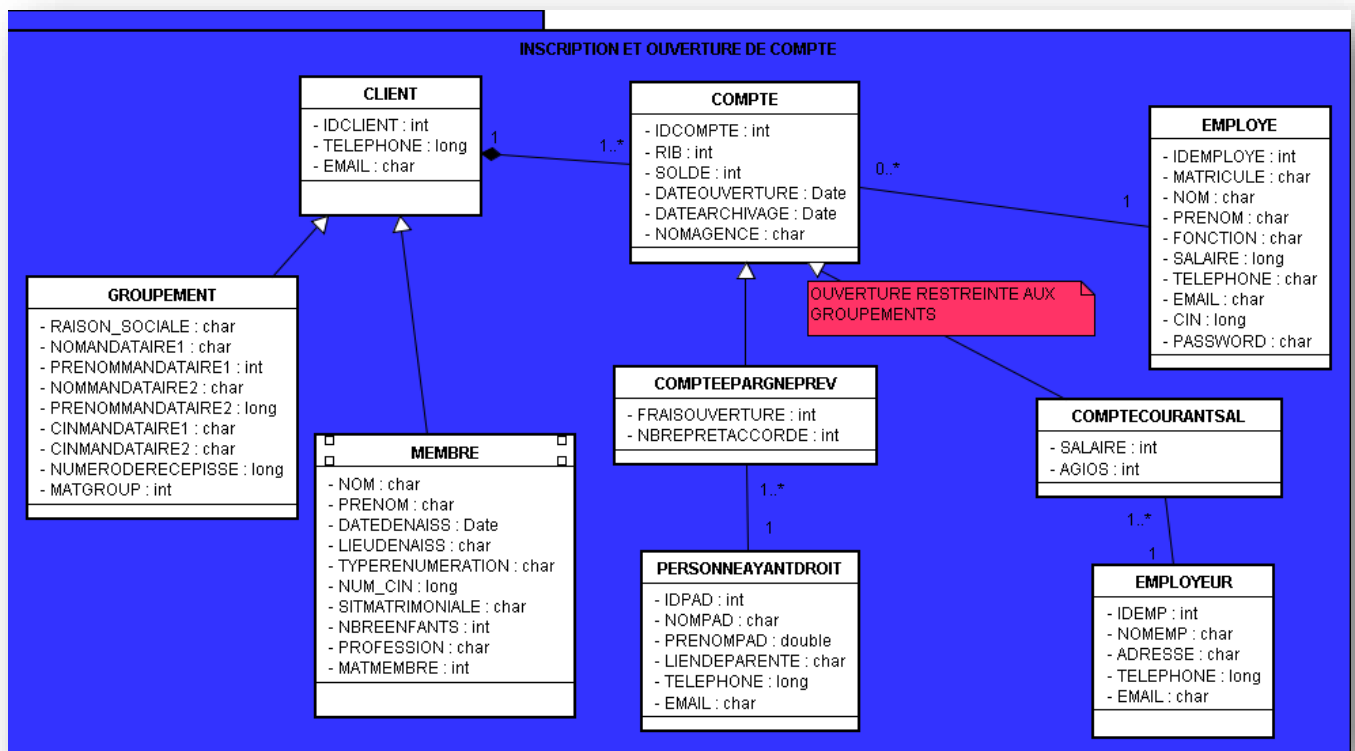 INSCRIPTION ET OUVERTURE DE COMPTE
CLIENT
- IDCLIENT : int
- TELEPHONE : long
- EMAIL : char
1
1..*
COMPTE
- IDCOMPTE : int
- RIB : int
- SOLDE : int
- DATEOUVERTURE : Date
- DATEARCHIVAGE : Date
- NOMAGENCE : char
0..*
1
EMPLOYE
- IDEMPLOYE : int
- MATRICULE : char
- NOM : char
- PRENOM : char
- FONCTION : char
- SALAIRE : long
- TELEPHONE : char
- EMAIL : char
- CIN : long
- PASSWORD : char
GROUPEMENT
- RAISON_SOCIALE : char
- NOMANDATAIRE1 : char
- PRENOMMANDATAIRE1 : int
- NOMMANDATAIRE2 : char
- PRENOMMANDATAIRE2 : long
- CINMANDATAIRE1 : char
- CINMANDATAIRE2 : char
- NUMERODERECEPISSE : long
- MATGROUP : int
OUVERTURE RESTREINTE AUX
GROUPEMENTS
MEMBRE
- NOM : char
- PRENOM : char
- DATEDENAISS : Date
- LIEUDENAISS : char
- TYPERENUMERATION : char
- NUM_CIN : long
- SITMATRIMONIALE : char
- NBREENFANTS : int
- PROFESSION : char
- MATMEMBRE : int
COMPTEEPARGNEPREV
- FRAISOUVERTURE : int
- NBREPRETACCORDE : int
1..*
1
COMPTECOURANTSAL
- SALAIRE : int
- AGIOS : int
1..*
1
PERSONNEAYANTDROIT
- IDPAD : int
- NOMPAD : char
- PRENOMPAD : double
- LIENDEPARENTE : char
- TELEPHONE : long
- EMAIL : char
EMPLOYEUR
- IDEMP : int
- NOMEMP : char
- ADRESSE : char
- TELEPHONE : long
- EMAIL : char